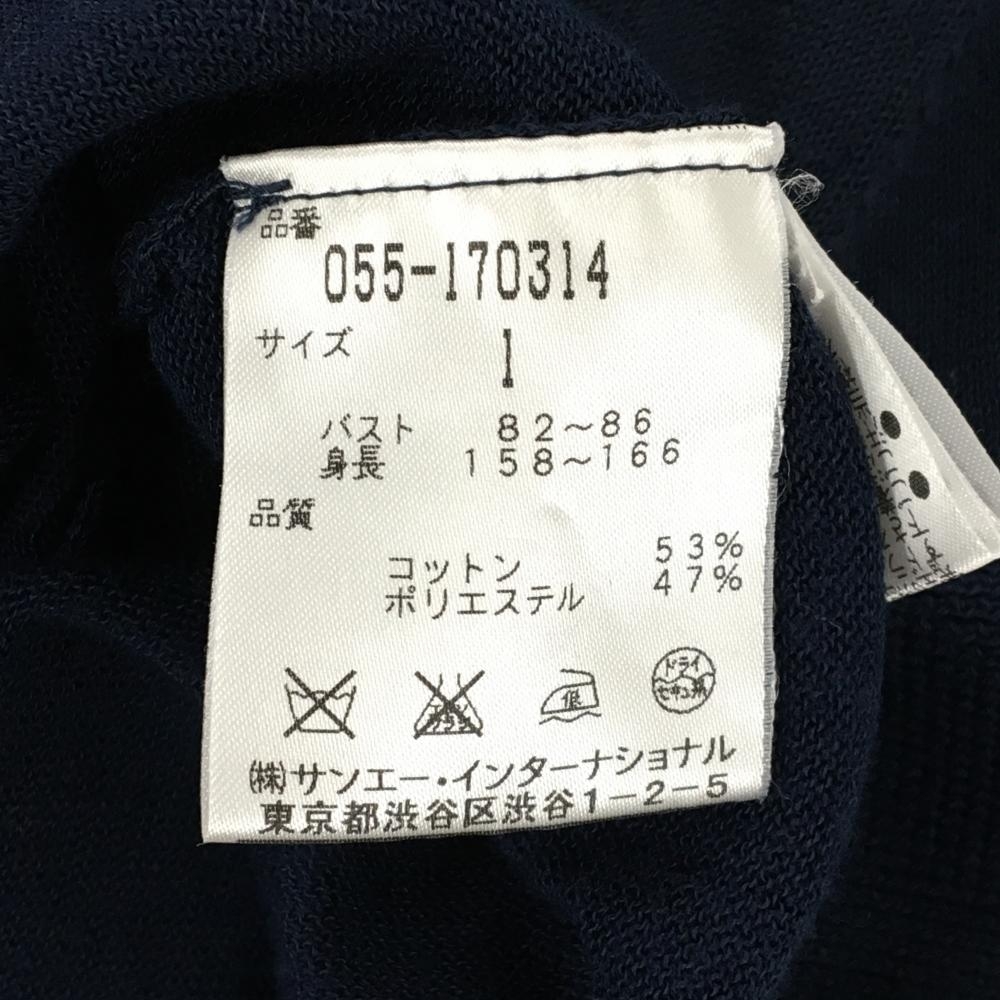 品番
055-170314
サイズ 1
バスト 82~86
身長 158~166
品質
コットン 53%
ポリエステル 47%
低
ドライ
セキユ系
(株)サンエー・インターナショナル
東京都渋谷区渋谷1-2-5